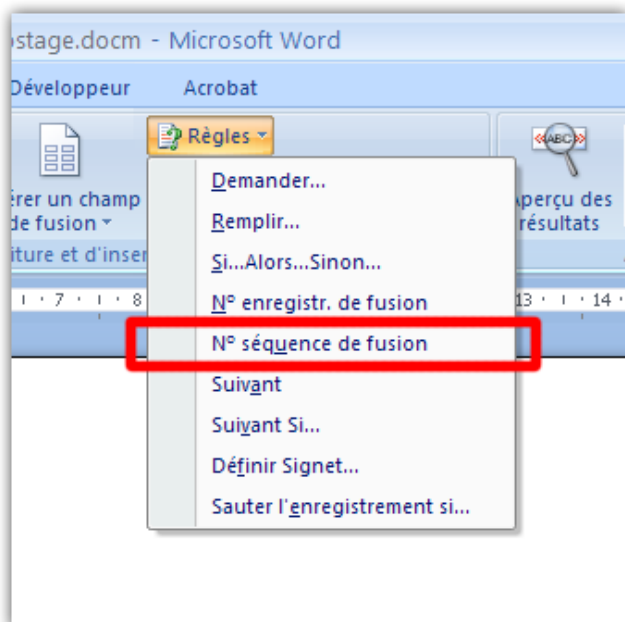 ostage.docm - Microsoft Word
Développeur Acrobat
Règles
ABC
érer un champ
de fusion
Aperçu des
résultats
iture et d'inser
7 8 13 14
Demander...
Remplir...
Si...Alors...Sinon...
N° enregistr. de fusion
N° séquence de fusion
Suivant
Suivant Si...
Définir Signet...
Sauter l'enregistrement si...